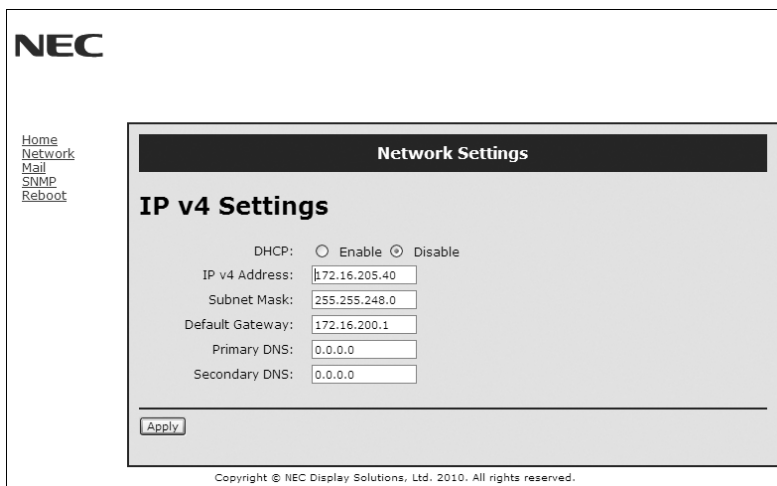 NEC
Home
Network
Mail
SNMP
Reboot
Network Settings
IP v4 Settings
DHCP: Enable Disable
IP v4 Address: 172.16.205.40
Subnet Mask: 255.255.248.0
Default Gateway: 172.16.200.1
Primary DNS: 0.0.0.0
Secondary DNS: 0.0.0.0
Apply
Copyright © NEC Display Solutions, Ltd. 2010. All rights reserved.